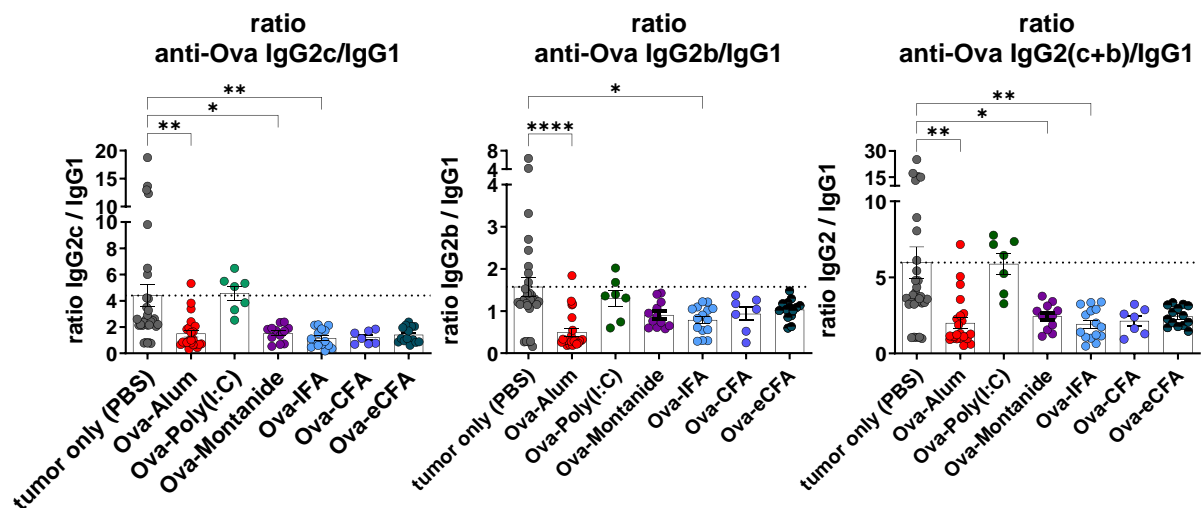 ratio
anti-Ova IgG2c/IgG1
**
*
**
ratio IgG2c / IgG1
20
15
10
8
6
4
2
0
tumor only (PBS)
Ova-Alum
Ova-Poly(I:C)
Ova-Montanide
Ova-IFA
Ova-CFA
Ova-eCFA
ratio
anti-Ova IgG2b/IgG1
*
****
ratio IgG2b / IgG1
8
6
4
2
1
0
tumor only (PBS)
Ova-Alum
Ova-Poly(I:C)
Ova-Montanide
Ova-IFA
Ova-CFA
Ova-eCFA
ratio
anti-Ova IgG2(c+b)/IgG1
**
*
**
ratio IgG2 / IgG1
30
15
10
5
0
tumor only (PBS)
Ova-Alum
Ova-Poly(I:C)
Ova-Montanide
Ova-IFA
Ova-CFA
Ova-eCFA